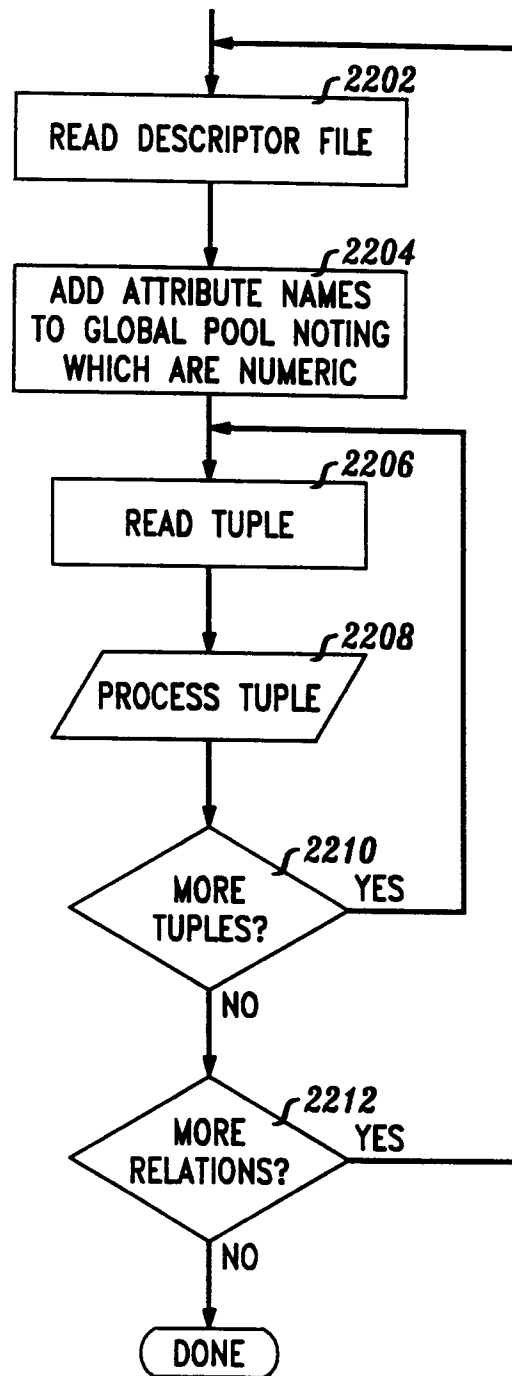 2202
READ DESCRIPTOR FILE
2204
ADD ATTRIBUTE NAMES
TO GLOBAL POOL NOTING
WHICH ARE NUMERIC
2206
READ TUPLE
2208
PROCESS TUPLE
2210
MORE
TUPLES?
YES
NO
2212
MORE
RELATIONS?
YES
NO
DONE